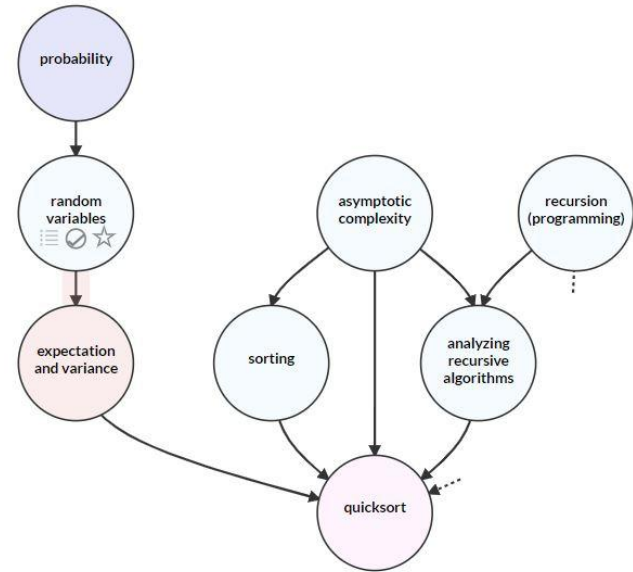 probability
random
variables
asymptotic
complexity
recursion
(programming)
expectation
and variance
sorting
analyzing
recursive
algorithms
quicksort